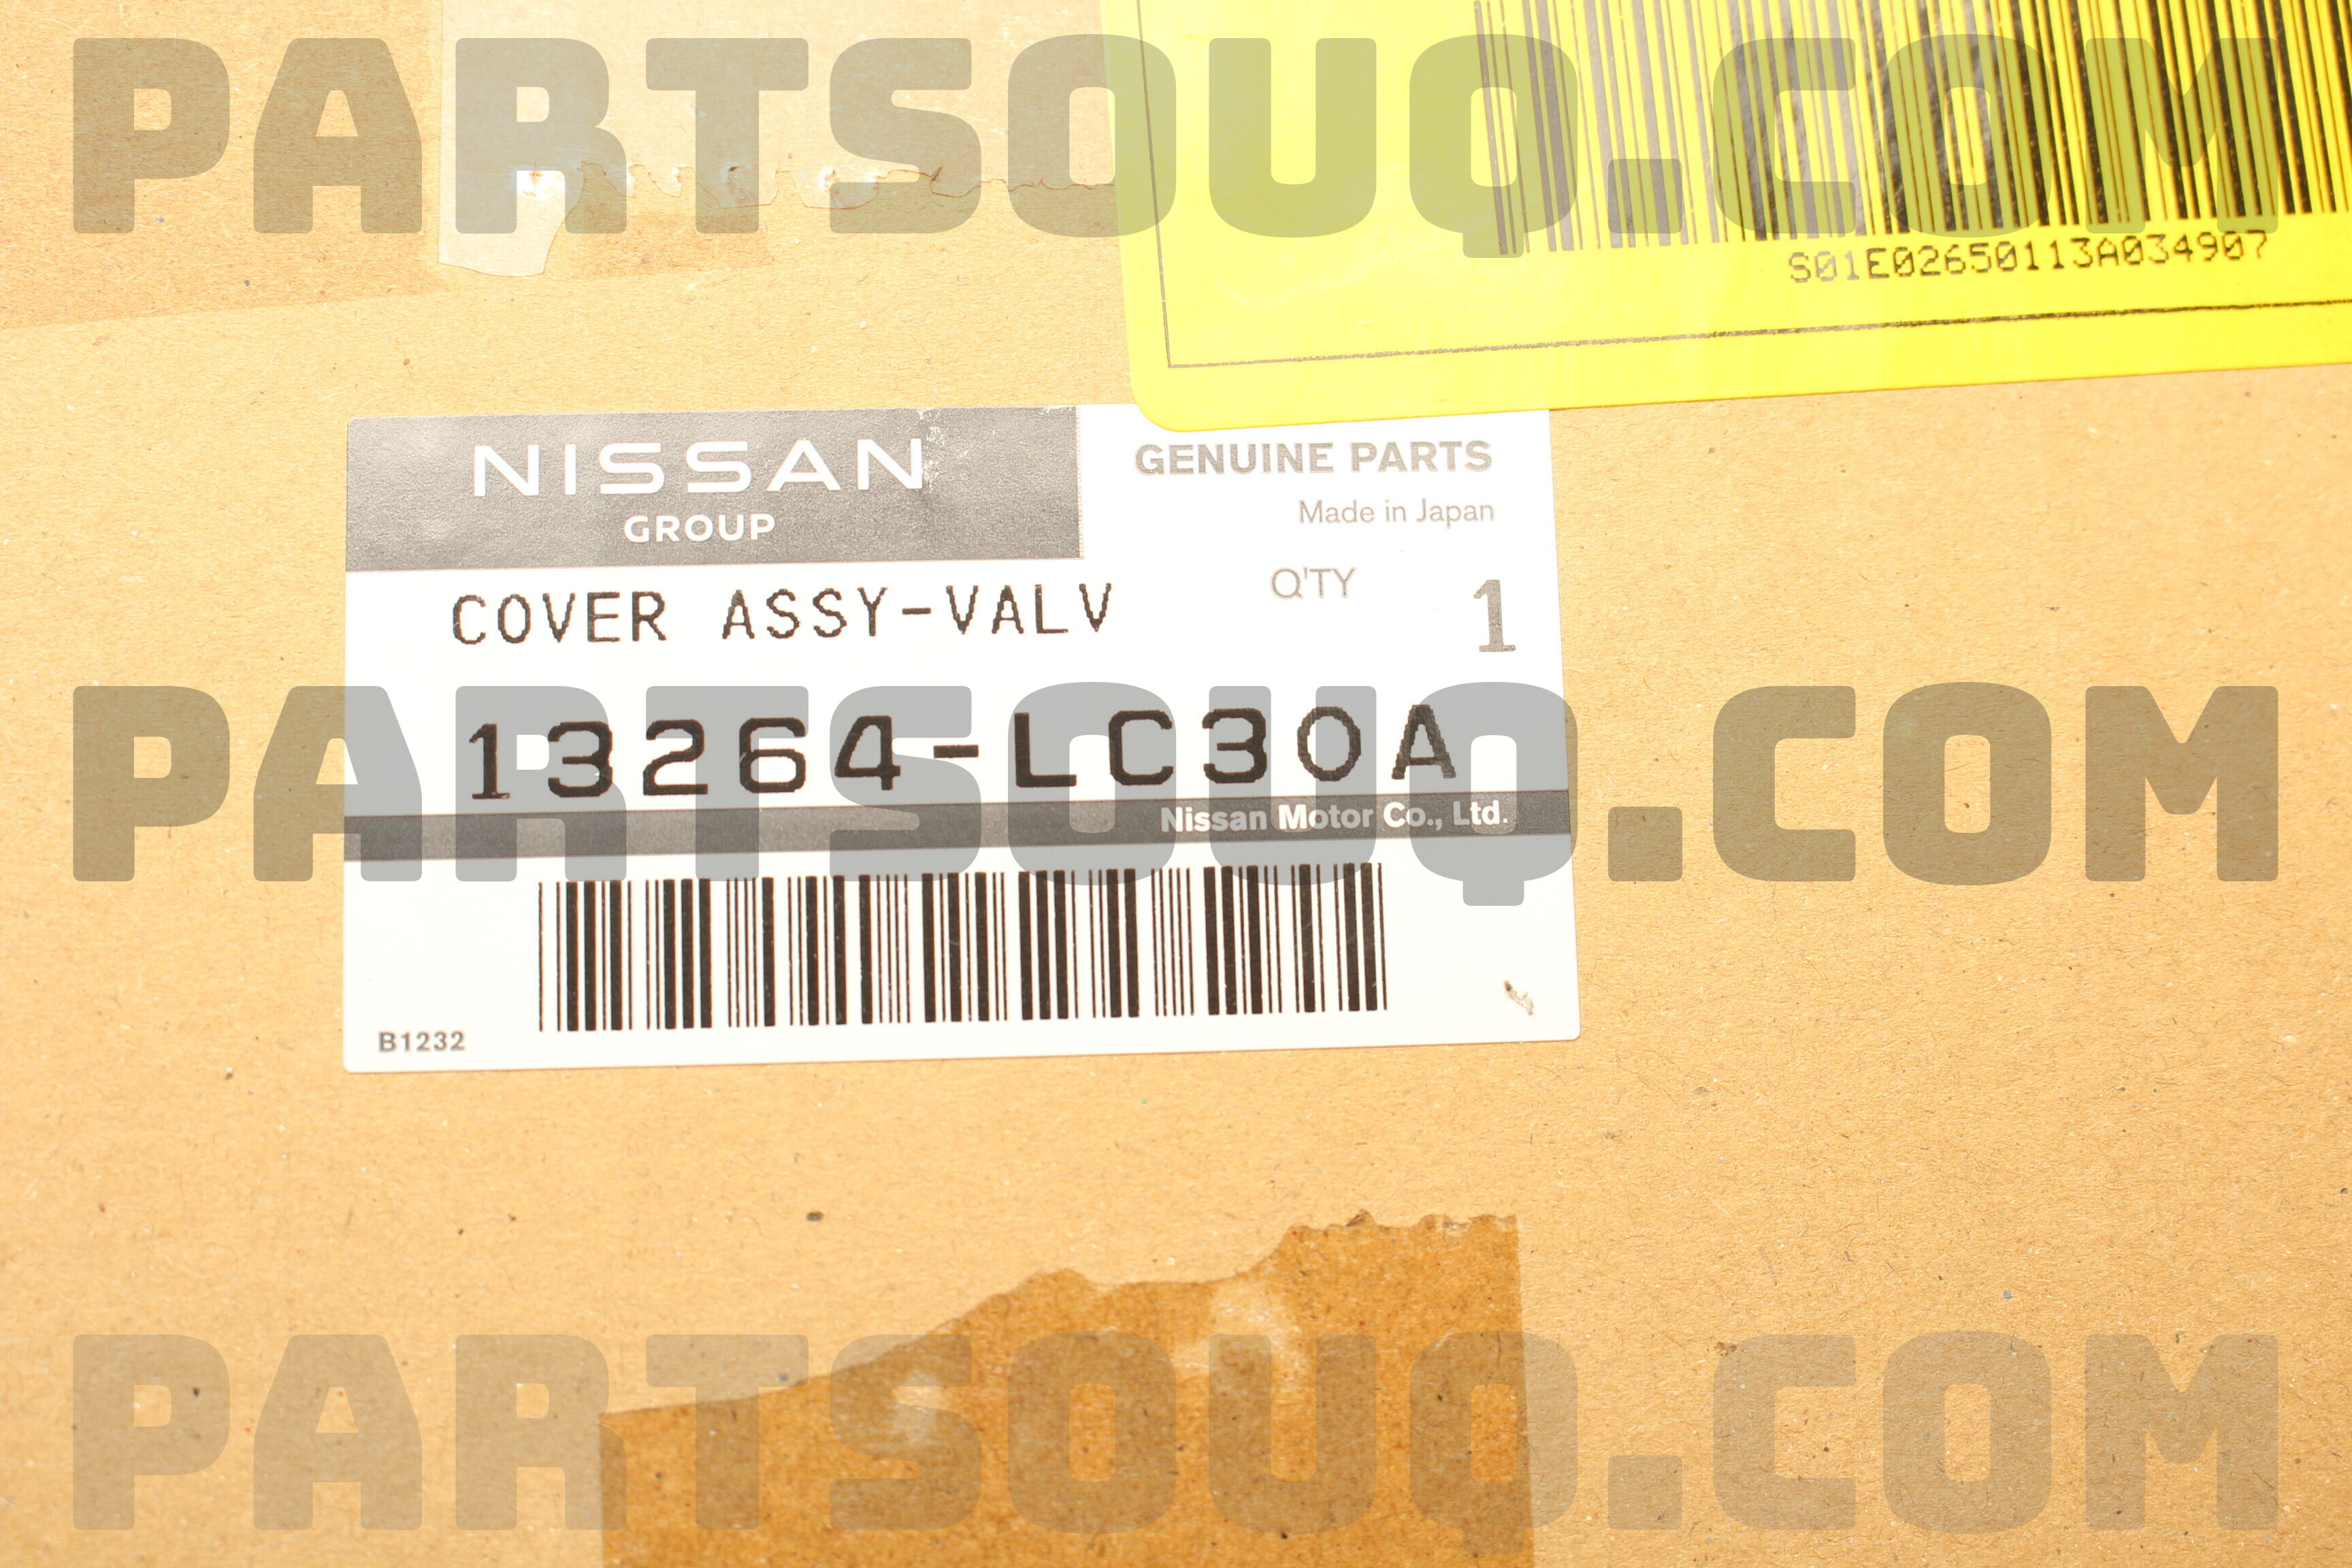 PARTSOUQ.COM
S01E02650113A034907
NISSAN
GROUP
GENUINE PARTS
Made in Japan
COVER ASSY-VALV
Q'TY 1
13264-LC30A
PARTSOUQ.COM
Nissan Motor Co., Ltd.
B1232
PARTSOUQ.COM